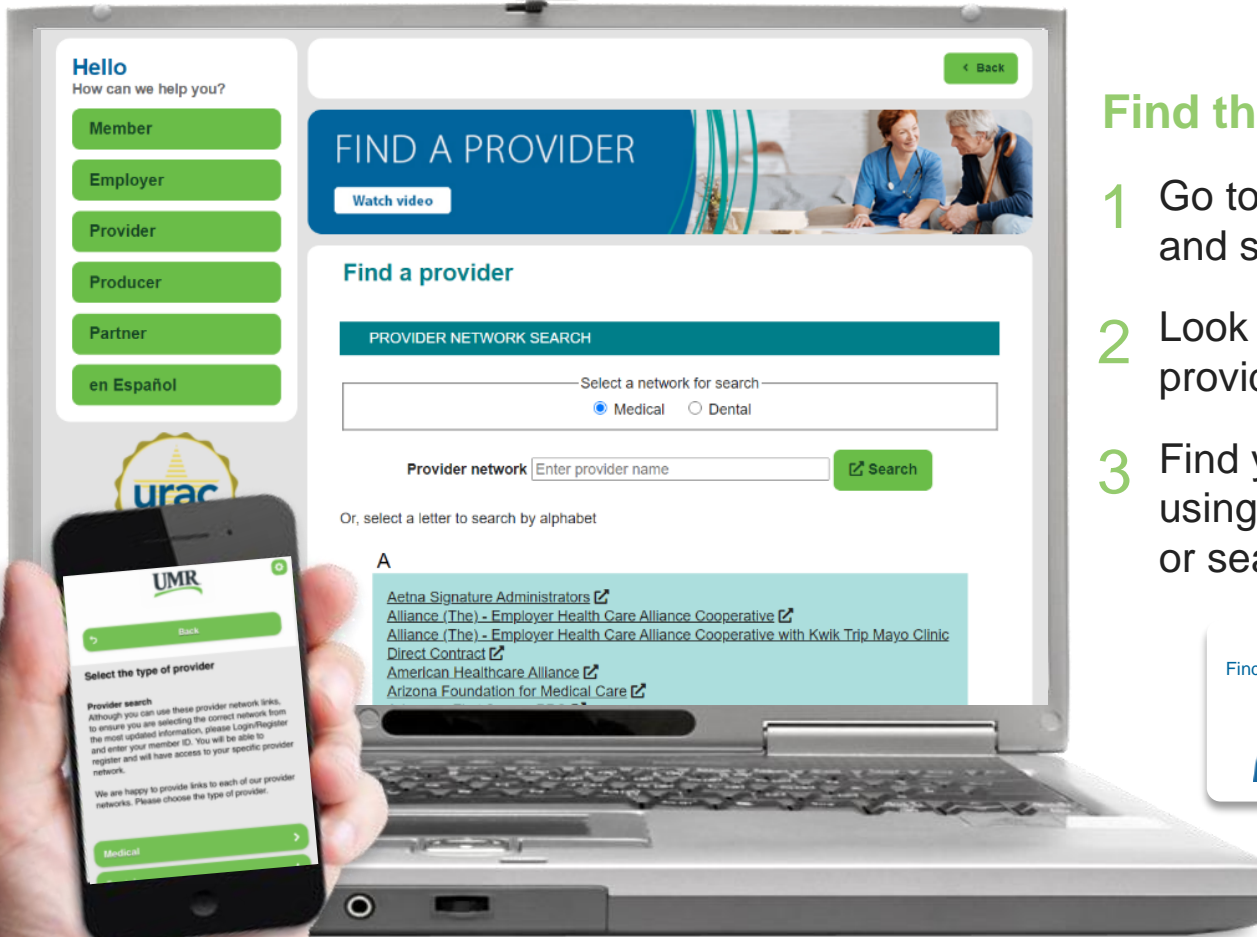 Hello
How can we help you?
Member
Employer
Provider
Producer
Partner
en Español
urac
Back
FIND A PROVIDER
Watch video
Find a provider
PROVIDER NETWORK SEARCH
Select a network for search
Medical Dental
Provider network Enter provider name Search
Or, select a letter to search by alphabet
A
Aetna Signature Administrators
Alliance (The) - Employer Health Care Alliance Cooperative
Alliance (The) - Employer Health Care Alliance Cooperative with Kwik Trip Mayo Clinic
Direct Contract
American Healthcare Alliance
Arizona Foundation for Medical Care
UMR
Back
Select the type of provider
Provider search
Although you can use these provider network links,
to ensure you are selecting the correct network from
the most updated information, please Login/Register
and enter your member ID. You will be able to
register and will have access to your specific provider
network.
We are happy to provide links to each of our provider
networks. Please choose the type of provider.
Medical
Find th
1 Go to
and s
2 Look
provid
3 Find y
using
or sea
Find